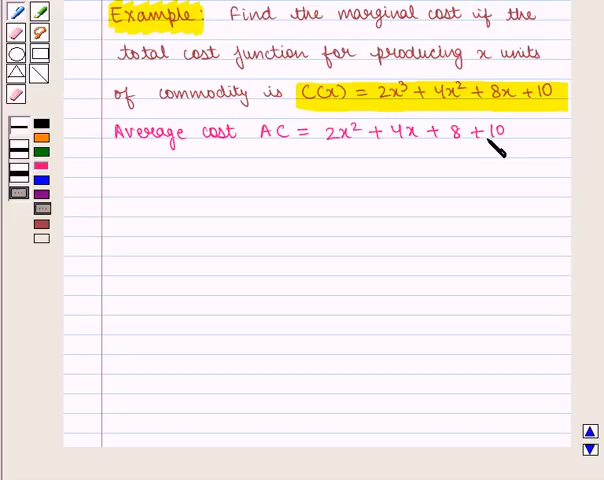 Example: Find the marginal cost if the
total cost function for producing x units
of commodity is C(x) = 2x³ + 4x² + 8x + 10
Average cost AC = 2x² + 4x + 8 + 10